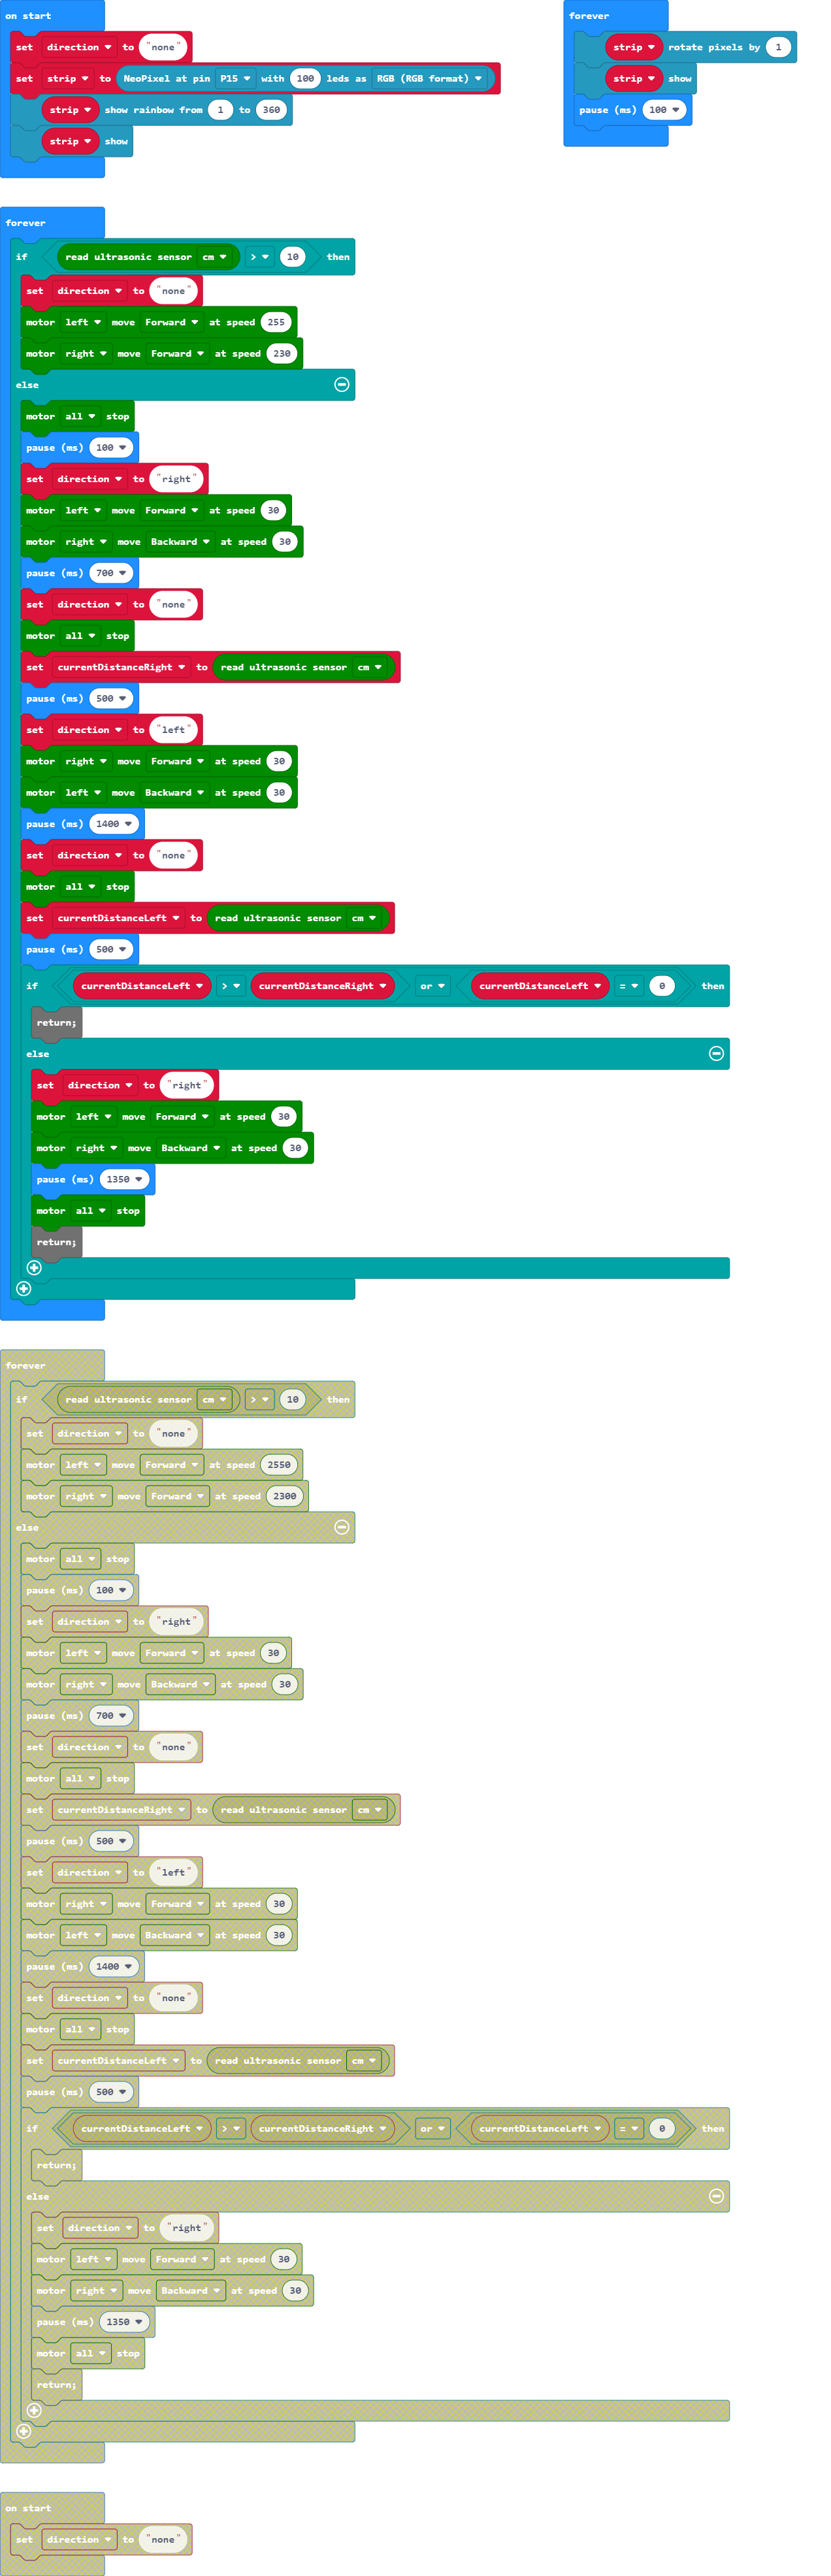 on start
set direction to "none"
set strip to NeoPixel at pin P15 with 100 leds as RGB (RGB format)
strip show rainbow from 1 to 360
strip show
forever
strip rotate pixels by 1
strip show
pause (ms) 100
forever
if read ultrasonic sensor cm > 10 then
set direction to "none"
motor left move Forward at speed 255
motor right move Forward at speed 230
else
motor all stop
pause (ms) 100
set direction to "right"
motor left move Forward at speed 30
motor right move Backward at speed 30
pause (ms) 700
set direction to "none"
motor all stop
set currentDistanceRight to read ultrasonic sensor cm
pause (ms) 500
set direction to "left"
motor right move Forward at speed 30
motor left move Backward at speed 30
pause (ms) 1400
set direction to "none"
motor all stop
set currentDistanceLeft to read ultrasonic sensor cm
pause (ms) 500
if currentDistanceLeft > currentDistanceRight or currentDistanceLeft = 0 then
return;
else
set direction to "right"
motor left move Forward at speed 30
motor right move Backward at speed 30
pause (ms) 1350
motor all stop
return;
forever
if read ultrasonic sensor cm > 10 then
set direction to "none"
motor left move Forward at speed 2550
motor right move Forward at speed 2300
else
motor all stop
pause (ms) 100
set direction to "right"
motor left move Forward at speed 30
motor right move Backward at speed 30
pause (ms) 700
set direction to "none"
motor all stop
set currentDistanceRight to read ultrasonic sensor cm
pause (ms) 500
set direction to "left"
motor right move Forward at speed 30
motor left move Backward at speed 30
pause (ms) 1400
set direction to "none"
motor all stop
set currentDistanceLeft to read ultrasonic sensor cm
pause (ms) 500
if currentDistanceLeft > currentDistanceRight or currentDistanceLeft = 0 then
return;
else
set direction to "right"
motor left move Forward at speed 30
motor right move Backward at speed 30
pause (ms) 1350
motor all stop
return;
on start
set direction to "none"